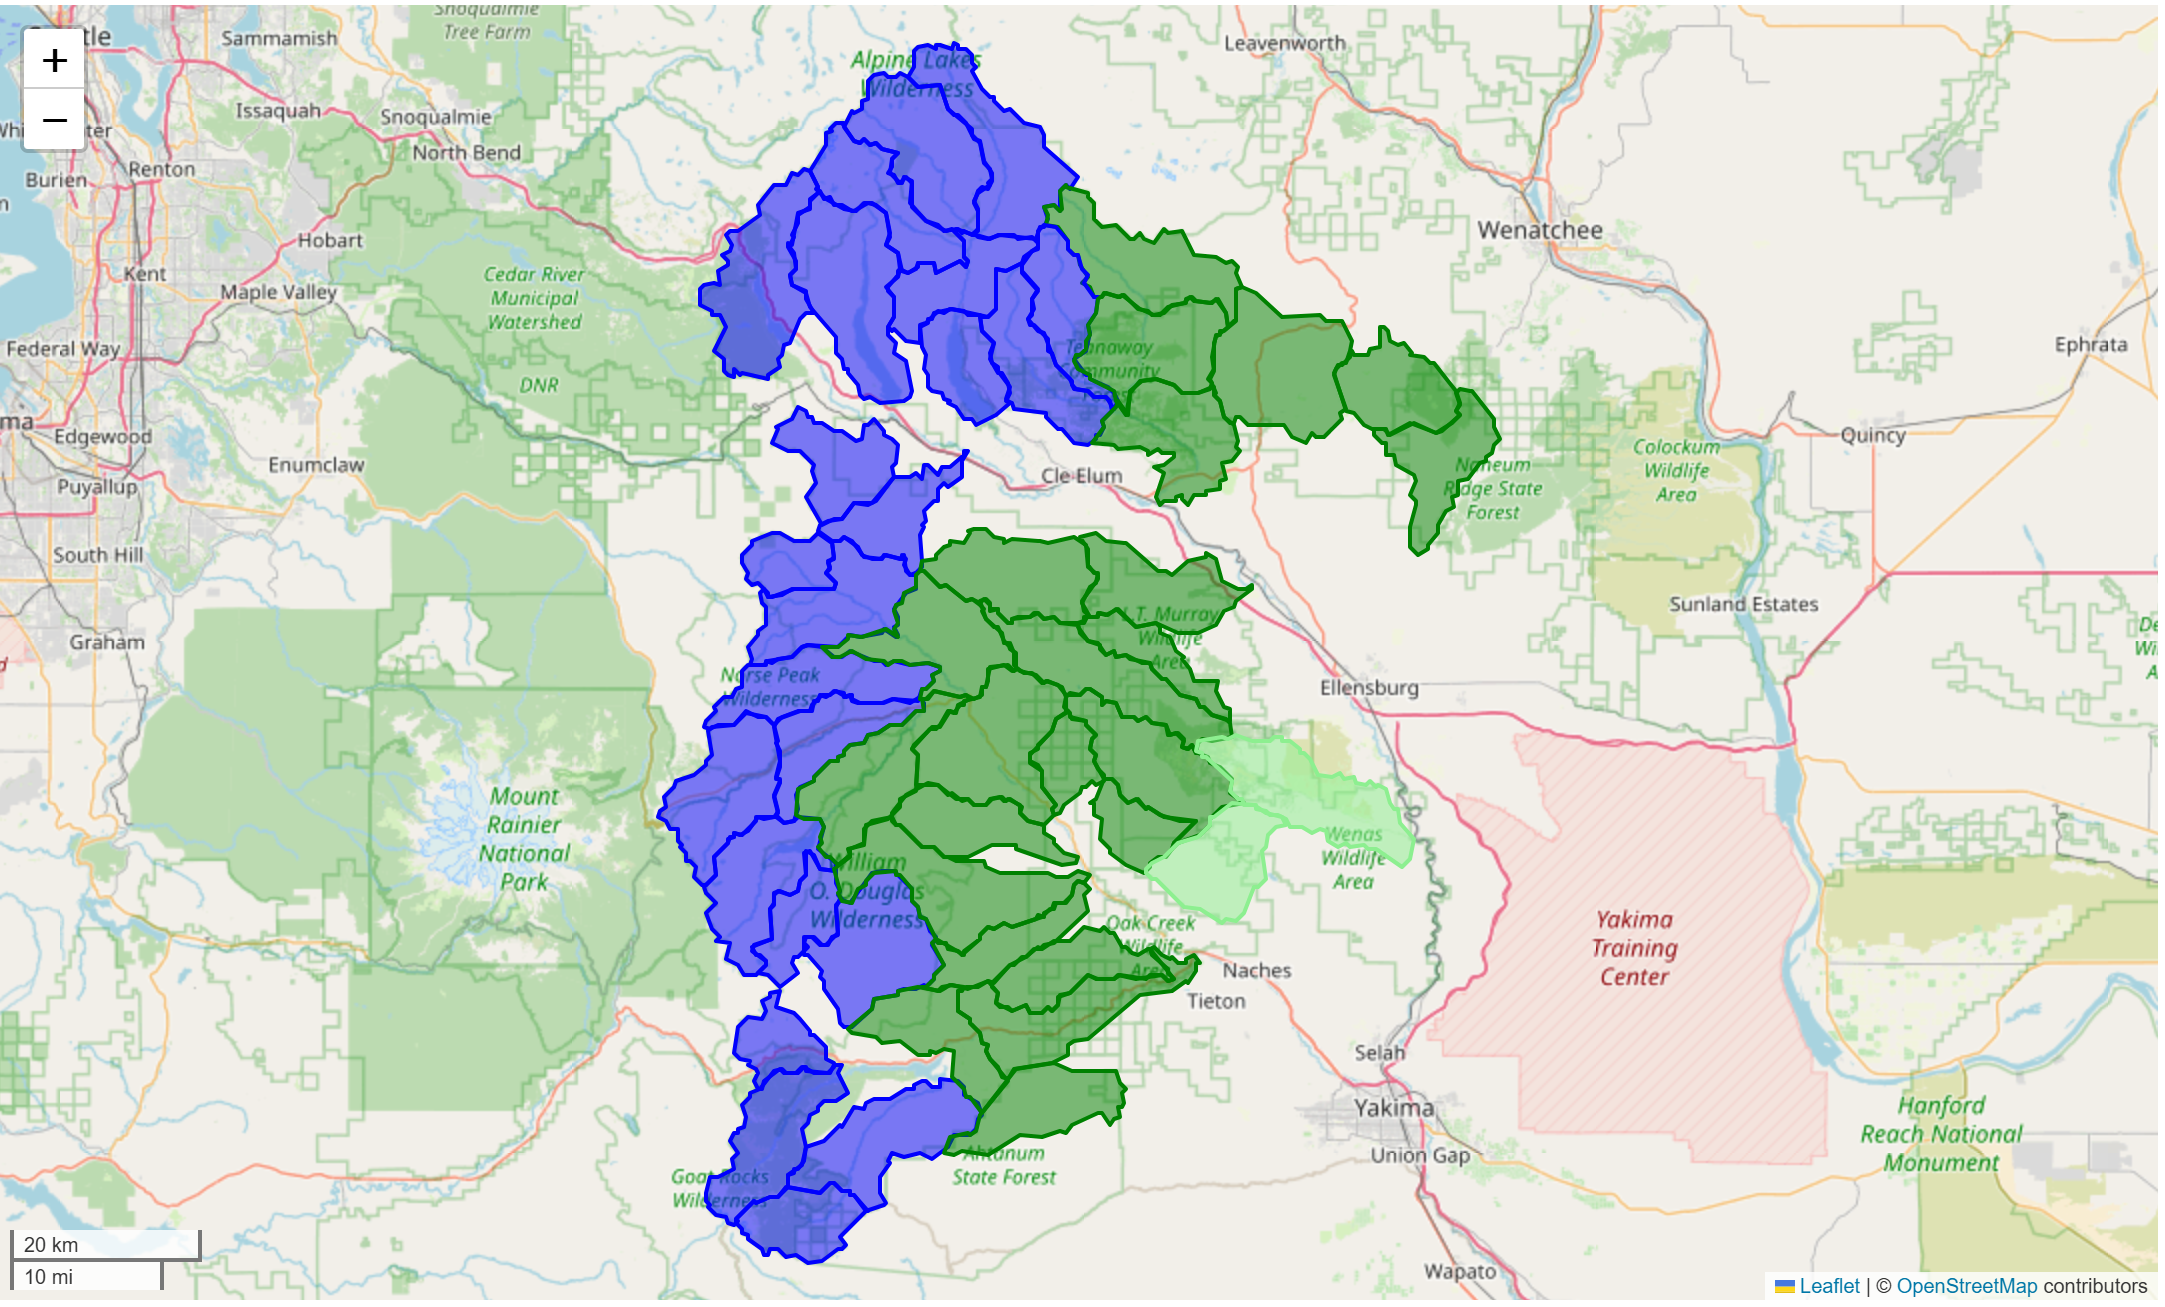 Snoqualmie
Tree Farm
Sammamish
Leavenworth
+
−
Alpine Lakes
Wilderness
Issaquah
Snoqualmie
North Bend
Renton
Burien
Wenatchee
Hobart
Kent
Cedar River
Municipal
Watershed
Maple Valley
Federal Way
Teanaway
Community
Ephrata
DNR
Edgewood
Quincy
Enumclaw
Colockum
Wildlife
Area
Puyallup
Cle Elum
Naneum
Ridge State
Forest
South Hill
Sunland Estates
L.T. Murray
Wildlife
Area
Graham
Norse Peak
Wilderness
Ellensburg
Mount
Rainier
National
Park
Wenas
Wildlife
Area
William
O. Douglas
Wilderness
Oak Creek
Wildlife
Area
Yakima
Training
Center
Naches
Tieton
Selah
Yakima
Hanford
Reach National
Monument
Union Gap
Ahtanum
State Forest
Goat Rocks
Wilderness
Wapato
20 km
10 mi
Leaflet | © OpenStreetMap contributors